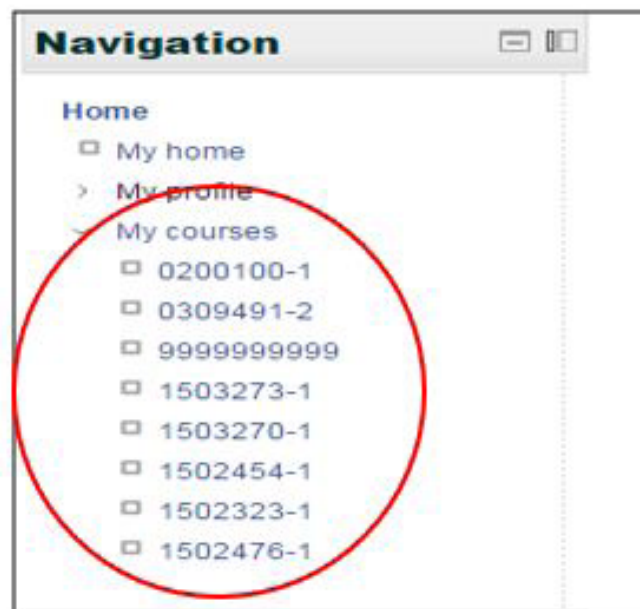 Navigation
Home
My home
My profile
My courses
0200100-1
0309491-2
9999999999
1503273-1
1503270-1
1502454-1
1502323-1
1502476-1